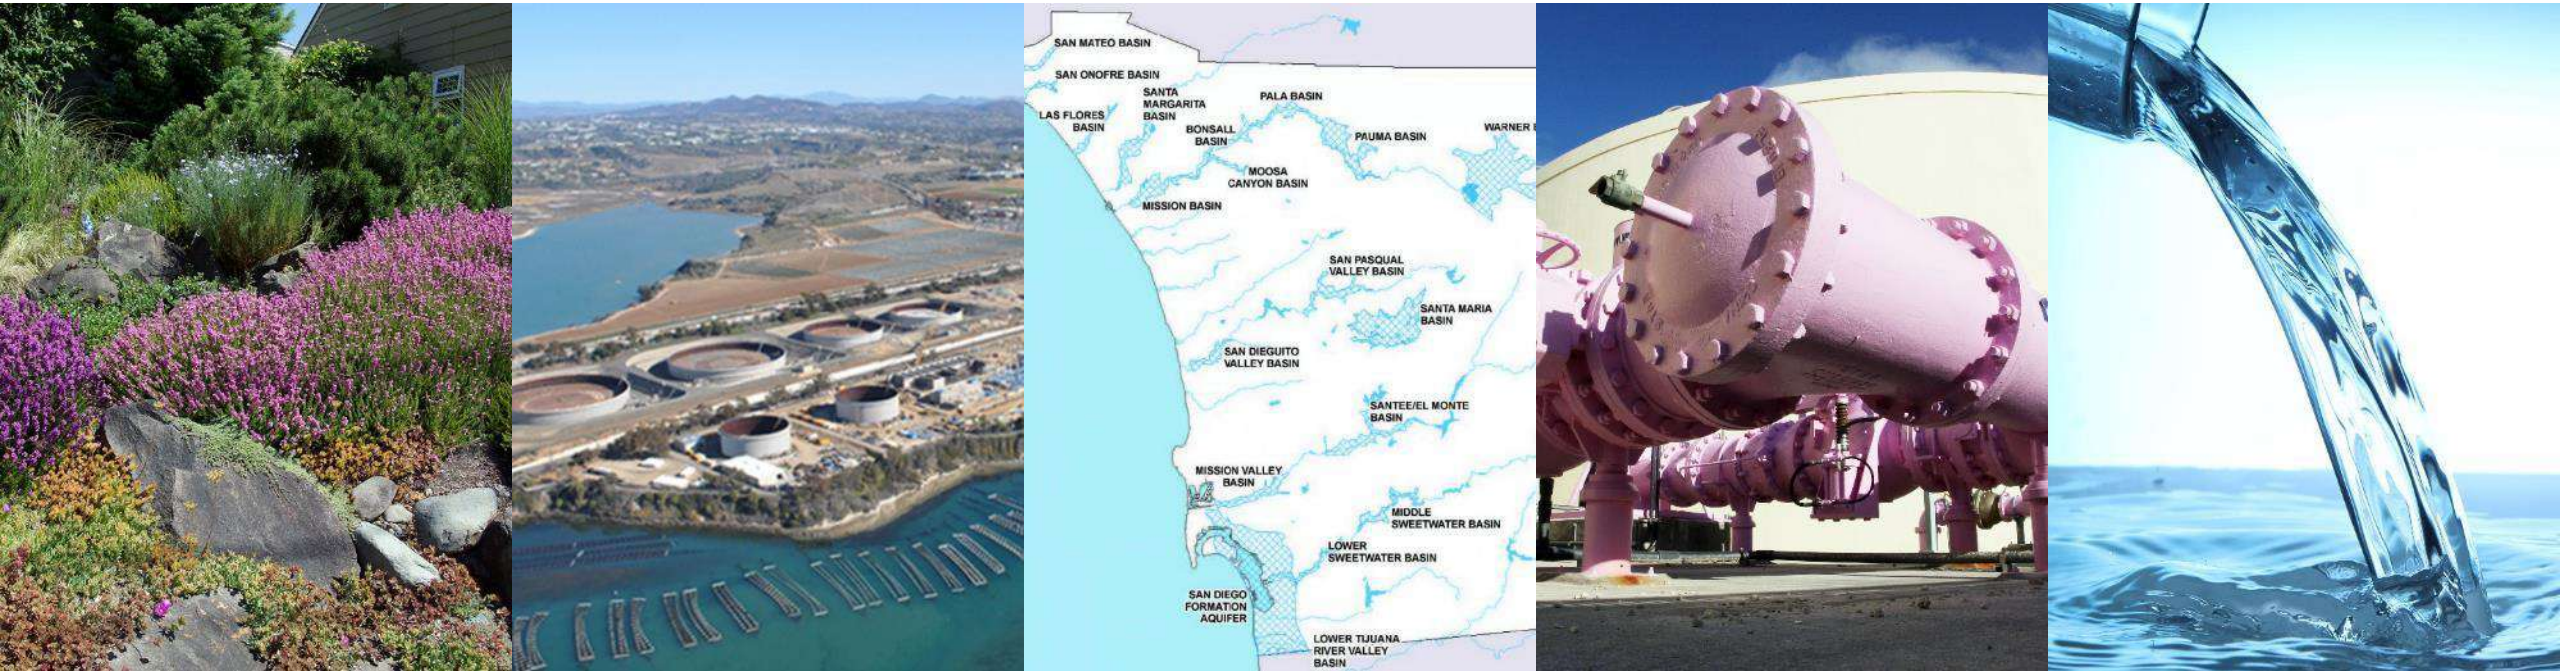 SAN MATEO BASIN
SAN ONOFRE BASIN
SANTA
MARGARITA
BASIN
LAS FLORES
BASIN
PALA BASIN
BONSALL
BASIN
PAUMA BASIN
WARNER
MOOSA
CANYON BASIN
MISSION BASIN
SAN PASQUAL
VALLEY BASIN
SANTA MARIA
BASIN
SAN DIEGUITO
VALLEY BASIN
SANTEE/EL MONTE
BASIN
MISSION VALLEY
BASIN
MIDDLE
SWEETWATER BASIN
LOWER
SWEETWATER BASIN
SAN DIEGO
FORMATION
AQUIFER
LOWER TIJUANA
RIVER VALLEY
BASIN